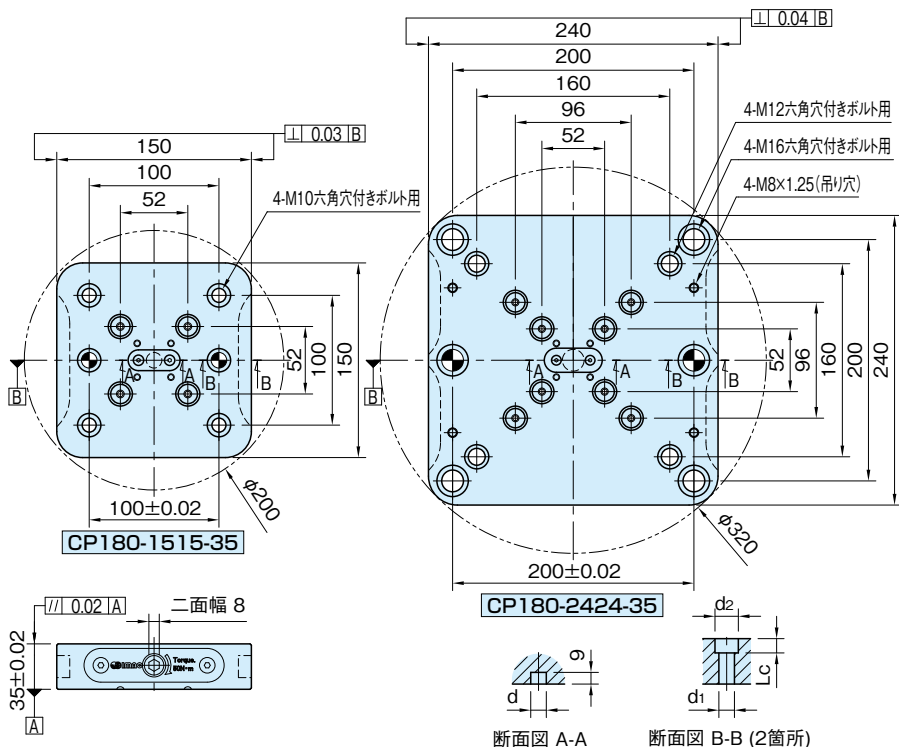 ⊥ 0.03 B
150
100
52
4-M10六角穴付きボルト用
52
100
150
A
A
B
B
B
φ200
100±0.02
CP180-1515-35
⊥ 0.04 B
240
200
160
96
52
4-M12六角穴付きボルト用
4-M16六角穴付きボルト用
4-M8×1.25(吊り穴)
52
96
160
200
240
A
A
B
B
B
φ320
200±0.02
CP180-2424-35
// 0.02 A
二面幅 8
35±0.02
A
imao
Torque.
50N·m
9
d
断面図 A-A
d2
Lc
d1
断面図 B-B (2箇所)